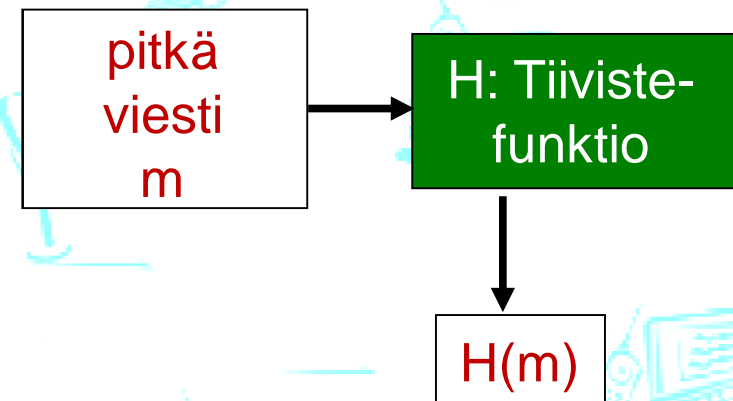 pitkä
viesti
m
H: Tiiviste-
funktio
H(m)